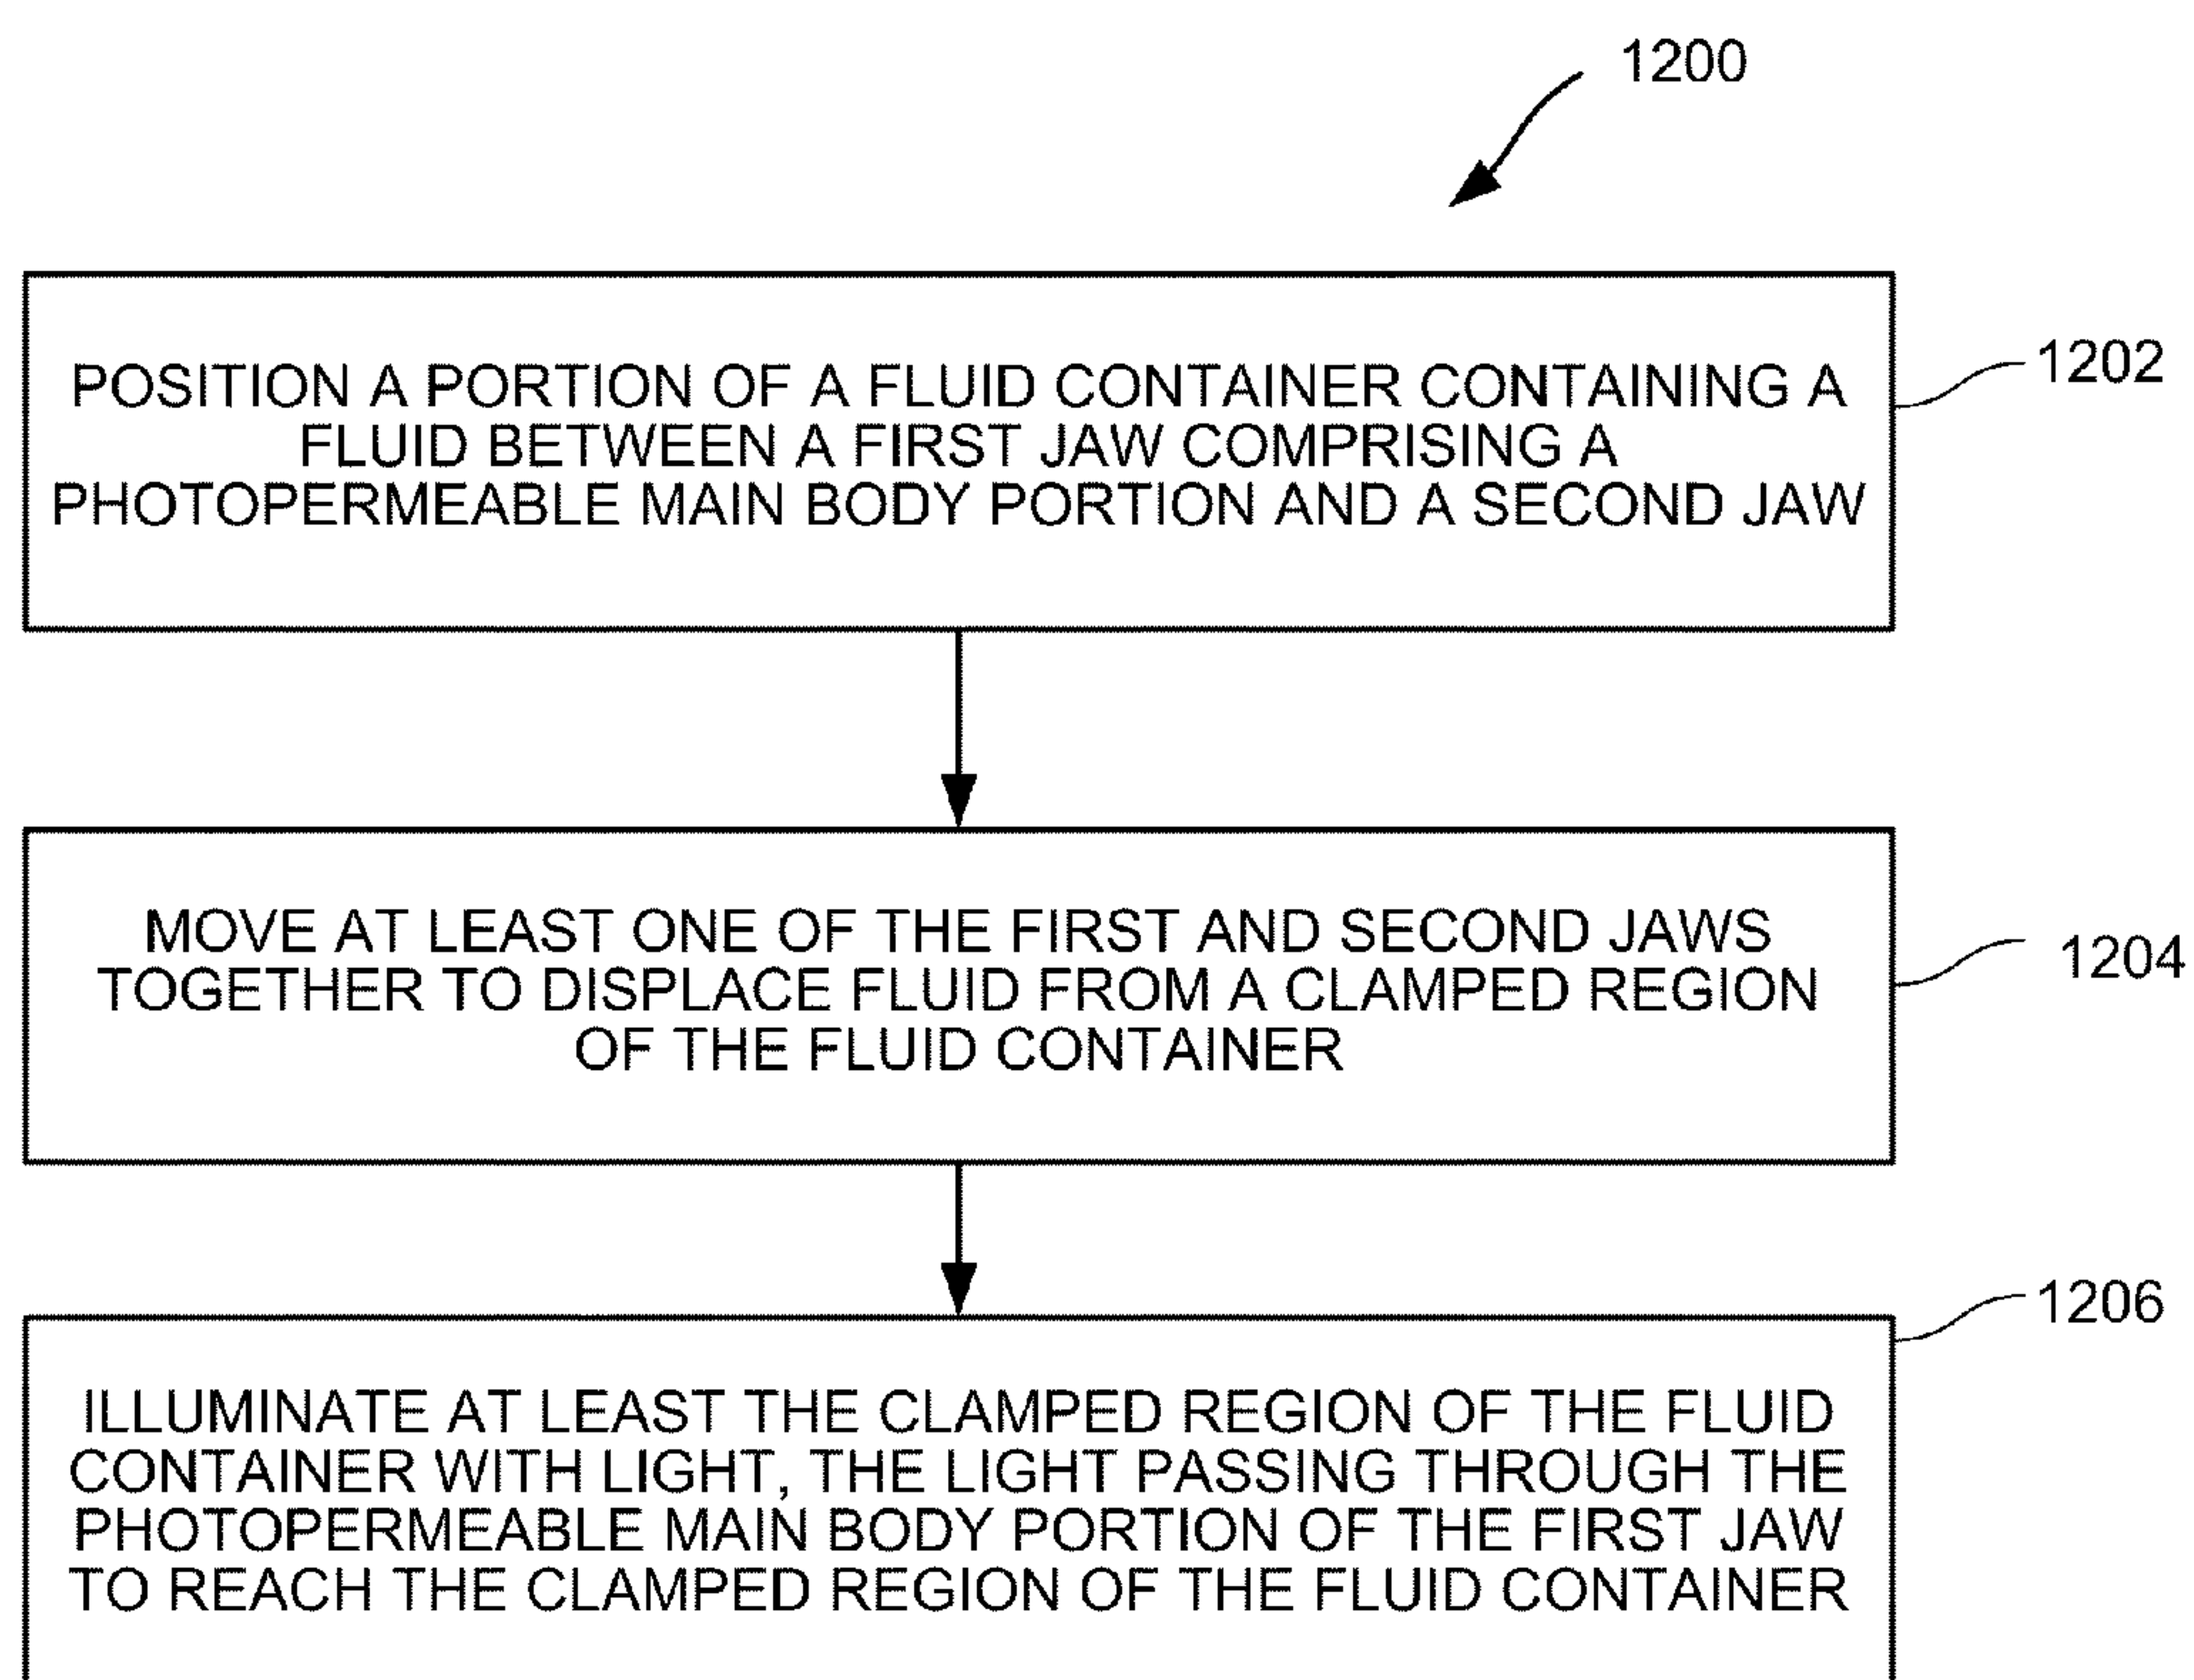 1200
POSITION A PORTION OF A FLUID CONTAINER CONTAINING A
FLUID BETWEEN A FIRST JAW COMPRISING A
PHOTOPERMEABLE MAIN BODY PORTION AND A SECOND JAW
1202
MOVE AT LEAST ONE OF THE FIRST AND SECOND JAWS
TOGETHER TO DISPLACE FLUID FROM A CLAMPED REGION
OF THE FLUID CONTAINER
1204
ILLUMINATE AT LEAST THE CLAMPED REGION OF THE FLUID
CONTAINER WITH LIGHT, THE LIGHT PASSING THROUGH THE
PHOTOPERMEABLE MAIN BODY PORTION OF THE FIRST JAW
TO REACH THE CLAMPED REGION OF THE FLUID CONTAINER
1206